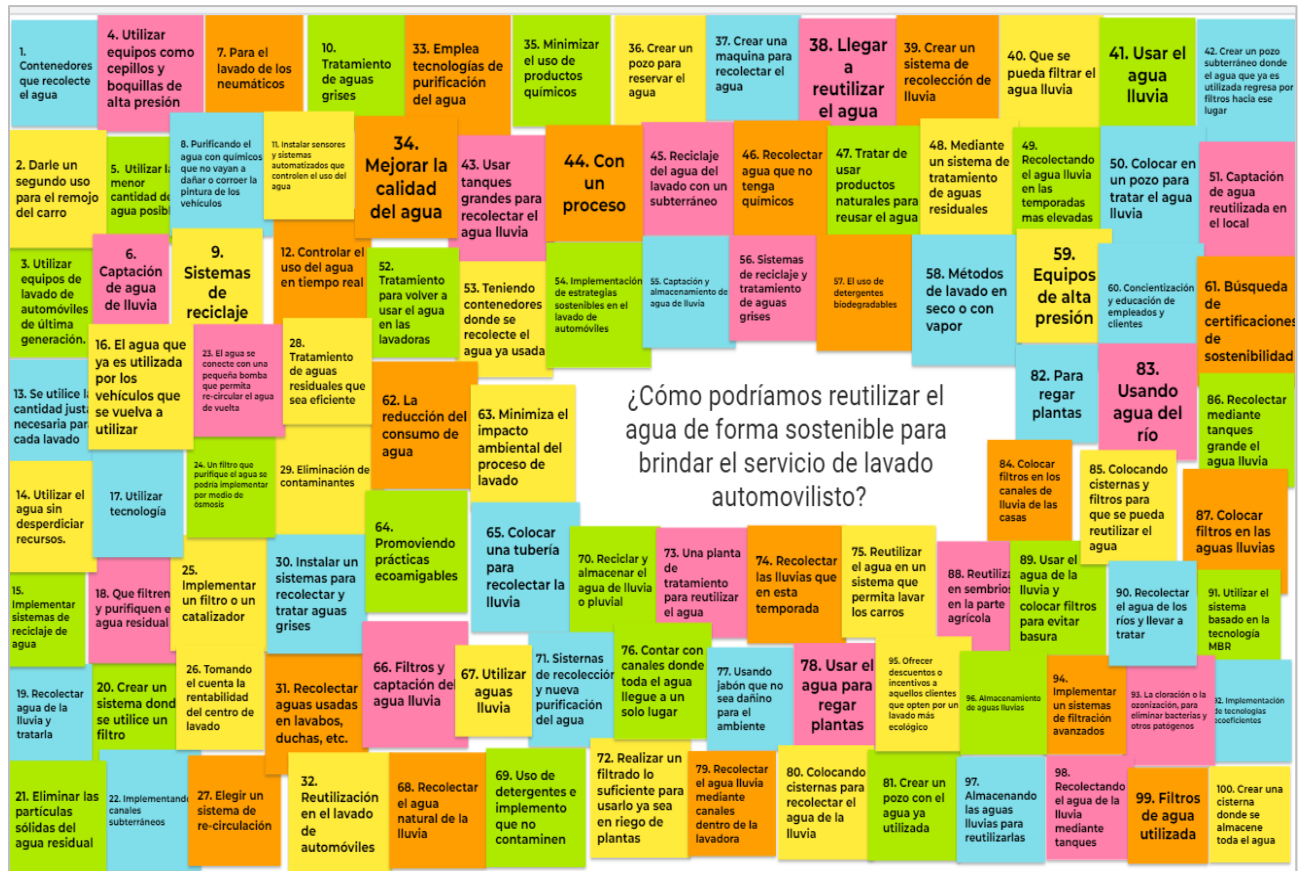 1.
Contenedores
que recolecte
el agua
4. Utilizar
equipos como
cepillos y
boquillas de
alta presión
7. Para el
lavado de los
neumáticos
10.
Tratamiento
de aguas
grises
33. Emplea
tecnologías de
purificación
del agua
35. Minimizar
el uso de
productos
químicos
36. Crear un
pozo para
reservar el
agua
37. Crear una
maquina para
recolectar el
agua
38. Llegar
a
reutilizar
el agua
39. Crear un
sistema de
recolección de
lluvia
40. Que se
pueda filtrar el
agua lluvia
41. Usar el
agua
lluvia
42. Crear un pozo
subterráneo donde
el agua que ya es
utilizada regresa por
filtros hacia ese
lugar
2. Darle un
segundo uso
para el remojo
del carro
5. Utilizar la
menor
cantidad de
agua posibl
8. Purificando el
agua con químicos
que no vayan a
dañar o corroer la
pintura de los
vehículos
11. Instalar sensores
y sistemas
automatizados que
controlen el uso del
agua
34.
Mejorar la
calidad
del agua
43. Usar
tanques
grandes para
recolectar el
agua lluvia
44. Con
un
proceso
45. Reciclaje
del agua del
lavado con un
subterráneo
46. Recolectar
agua que no
tenga
químicos
47. Tratar de
usar
productos
naturales para
reusar el agua
48. Mediante
un sistema de
tratamiento
de aguas
residuales
49.
Recolectando
el agua lluvia
en las
temporadas
mas elevadas
50. Colocar en
un pozo para
tratar el agua
lluvia
51. Captación
de agua
reutilizada en
el local
3. Utilizar
equipos de
lavado de
automóviles
de última
generación.
6.
Captación
de agua
de lluvia
9.
Sistemas
de
reciclaje
12. Controlar el
uso del agua
en tiempo real
52.
Tratamiento
para volver a
usar el agua
en las
lavadoras
53. Teniendo
contenedores
donde se
recolecte el
agua ya usada
54. Implementación
de estrategias
sostenibles en el
lavado de
automóviles
55. Captación y
almacenamiento de
agua de lluvia
56. Sistemas
de reciclaje y
tratamiento
de aguas
grises
57. El uso de
detergentes
biodegradables
58. Métodos
de lavado en
seco o con
vapor
59.
Equipos
de alta
presión
60. Concientización
y educación de
empleados y
clientes
61. Búsqueda
de
certificaciones
de
sostenibilidad
13. Se utilice la
cantidad justa
necesaria para
cada lavado
16. El agua que
ya es utilizada
por los
vehículos que
se vuelva a
utilizar
23. El agua se
conecte con una
pequeña bomba
que permita
re-circular el agua
de vuelta
28.
Tratamiento
de aguas
residuales que
sea eficiente
62. La
reducción del
consumo de
agua
63. Minimiza el
impacto
ambiental del
proceso de
lavado
¿Cómo podríamos reutilizar el
agua de forma sostenible para
brindar el servicio de lavado
automovilisto?
82. Para
regar
plantas
83.
Usando
agua del
río
86. Recolectar
mediante
tanques
grande el
agua lluvia
14. Utilizar el
agua sin
desperdiciar
recursos.
17. Utilizar
tecnología
24. Un filtro que
purifique el agua se
podría implementar
por medio de
ósmosis
29. Eliminación de
contaminantes
64.
Promoviendo
prácticas
ecoamigables
65. Colocar
una tubería
para
recolectar la
lluvia
84. Colocar
filtros en los
canales de
lluvia de las
casas
85. Colocando
cisternas y
filtros para
que se pueda
reutilizar el
agua
87. Colocar
filtros en las
aguas lluvias
15.
Implementar
sistemas de
reciclaje de
agua
18. Que filtren
y purifiquen e
agua residual
25.
Implementar
un filtro o un
catalizador
30. Instalar un
sistemas para
recolectar y
tratar aguas
grises
70. Reciclar y
almacenar el
agua de lluvia
o pluvial
73. Una planta
de
tratamiento
para reutilizar
el agua
74. Recolectar
las lluvias que
en esta
temporada
75. Reutilizar
el agua en un
sistema que
permita lavar
los carros
88. Reutiliza
en sembrios
en la parte
agrícola
89. Usar el
agua de la
lluvia y
colocar filtros
para evitar
basura
90. Recolectar
el agua de los
ríos y llevar a
tratar
91. Utilizar el
sistema
basado en la
tecnología
MBR
19. Recolectar
agua de la
lluvia y
tratarla
20. Crear un
sistema dond
se utilice un
filtro
26. Tomando
el cuenta la
rentabilidad
del centro de
lavado
31. Recolectar
aguas usadas
en lavabos,
duchas, etc.
66. Filtros y
captación del
agua lluvia
67. Utilizar
aguas
lluvia
71. Sisternas
de recolección
y nueva
purificación
del agua
76. Contar con
canales donde
toda el agua
llegue a un
solo lugar
77. Usando
jabón que no
sea dañino
para el
ambiente
78. Usar el
agua para
regar
plantas
95. Ofrecer
descuentos o
incentivos a
aquellos clientes
que opten por un
lavado más
ecológico
96. Almacenamiento
de aguas lluvias
94.
Implementar
un sistemas
de filtración
avanzados
93. La cloración o la
ozonización, para
eliminar bacterias y
otros patógenos
92. Implementación
de tecnologías
ecoeficientes
21. Eliminar las
partículas
sólidas del
agua residual
22. Implementando
canales
subterráneos
27. Elegir un
sistema de
re-circulación
32.
Reutilización
en el lavado
de
automóviles
68. Recolectar
el agua
natural de la
lluvia
69. Uso de
detergentes e
implemento
que no
contaminen
72. Realizar un
filtrado lo
suficiente para
usarlo ya sea
en riego de
plantas
79. Recolectar
el agua lluvia
mediante
canales
dentro de la
lavadora
80. Colocando
cisternas para
recolectar el
agua de la
lluvia
81. Crear un
pozo con el
agua ya
utilizada
97.
Almacenando
las aguas
lluvias para
reutilizarlas
98.
Recolectando
el agua de la
lluvia
mediante
tanques
99. Filtros
de agua
utilizada
100. Crear una
cisterna
donde se
almacene
toda el agua